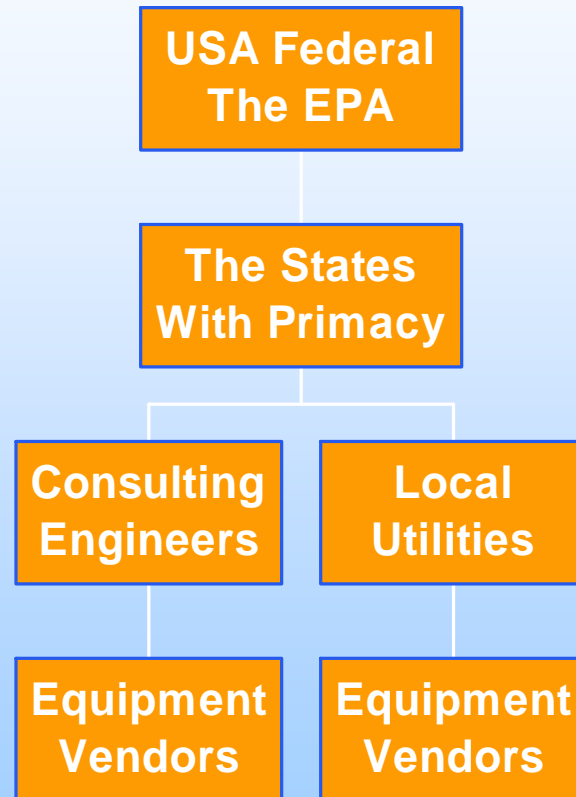 USA Federal
The EPA
The States
With Primacy
Consulting
Engineers
Local
Utilities
Equipment
Vendors
Equipment
Vendors